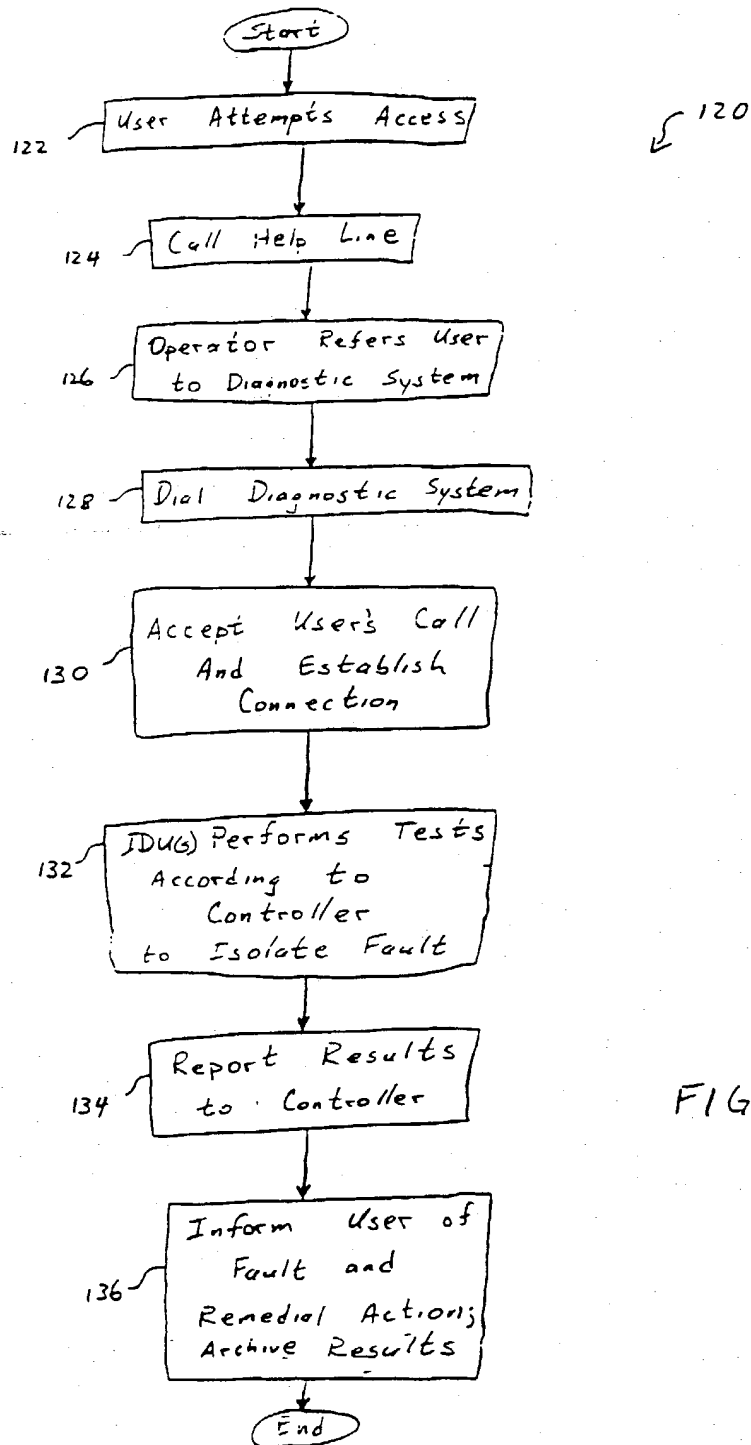 Start
120
User Attempts Access
122
Call Help Line
124
Operator Refers User
to Diagnostic System
126
Dial Diagnostic System
128
Accept User's Call
And Establish
Connection
130
IDU(s) Performs Tests
According to
Controller
to Isolate Fault
132
Report Results
to Controller
134
FIG
Inform User of
Fault and
Remedial Action;
Archive Results
136
End